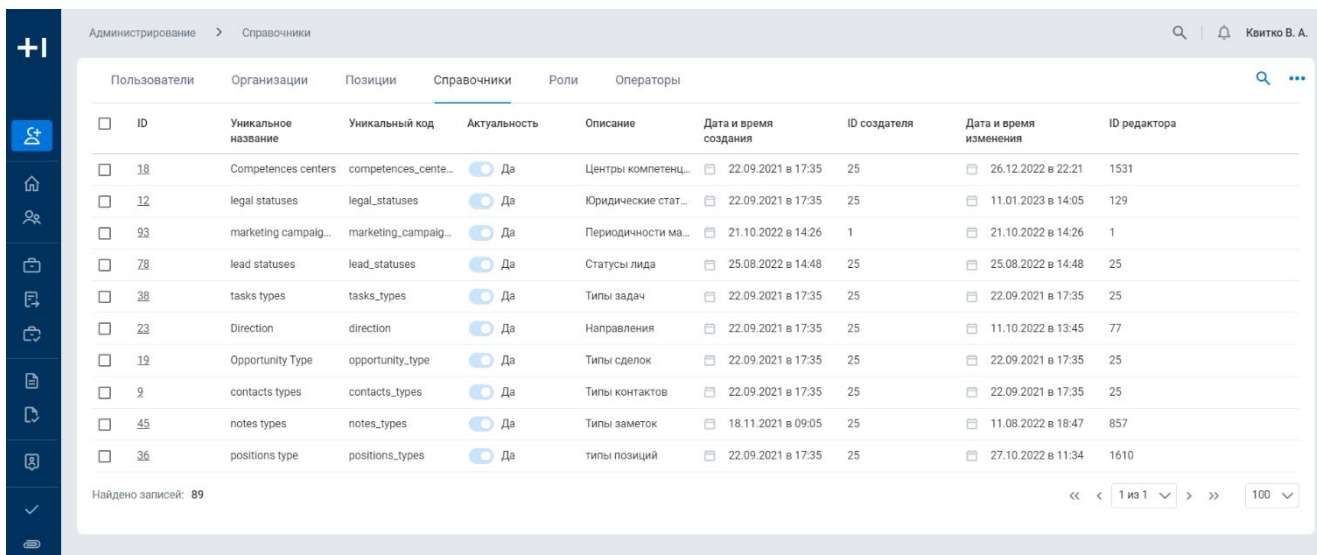 Администрирование > Справочники Квитко В. А.
Пользователи Организации Позиции Справочники Роли Операторы
ID Уникальное название Уникальный код Актуальность Описание Дата и время создания ID создателя Дата и время изменения ID редактора
18 Competences centers competences_cente... Да Центры компетенц... 22.09.2021 в 17:35 25 26.12.2022 в 22:21 1531
12 legal statuses legal_statuses Да Юридические стат... 22.09.2021 в 17:35 25 11.01.2023 в 14:05 129
93 marketing campaig... marketing_campaig... Да Периодичности ма... 21.10.2022 в 14:26 1 21.10.2022 в 14:26 1
78 lead statuses lead_statuses Да Статусы лида 25.08.2022 в 14:48 25 25.08.2022 в 14:48 25
38 tasks types tasks_types Да Типы задач 22.09.2021 в 17:35 25 22.09.2021 в 17:35 25
23 Direction direction Да Направления 22.09.2021 в 17:35 25 11.10.2022 в 13:45 77
19 Opportunity Type opportunity_type Да Типы сделок 22.09.2021 в 17:35 25 22.09.2021 в 17:35 25
9 contacts types contacts_types Да Типы контактов 22.09.2021 в 17:35 25 22.09.2021 в 17:35 25
45 notes types notes_types Да Типы заметок 18.11.2021 в 09:05 25 11.08.2022 в 18:47 857
36 positions type positions_types Да типы позиций 22.09.2021 в 17:35 25 27.10.2022 в 11:34 1610
Найдено записей: 89 << < 1 из 1 > >> 100